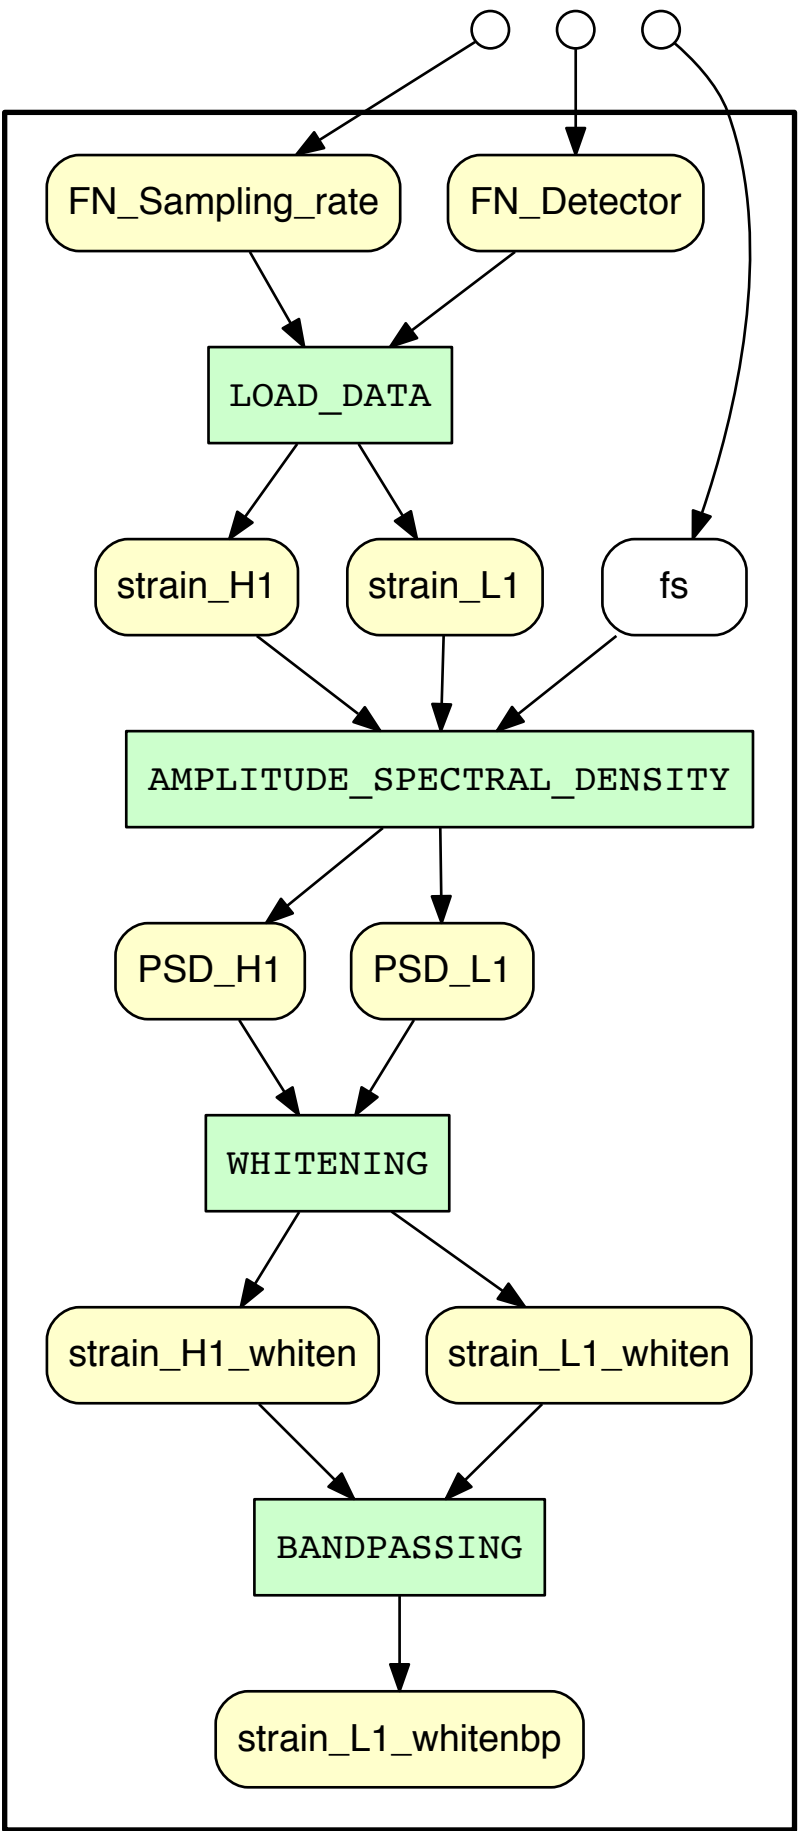 FN_Sampling_rate
FN_Detector
LOAD_DATA
strain_H1
strain_L1
fs
AMPLITUDE_SPECTRAL_DENSITY
PSD_H1
PSD_L1
WHITENING
strain_H1_whiten
strain_L1_whiten
BANDPASSING
strain_L1_whitenbp